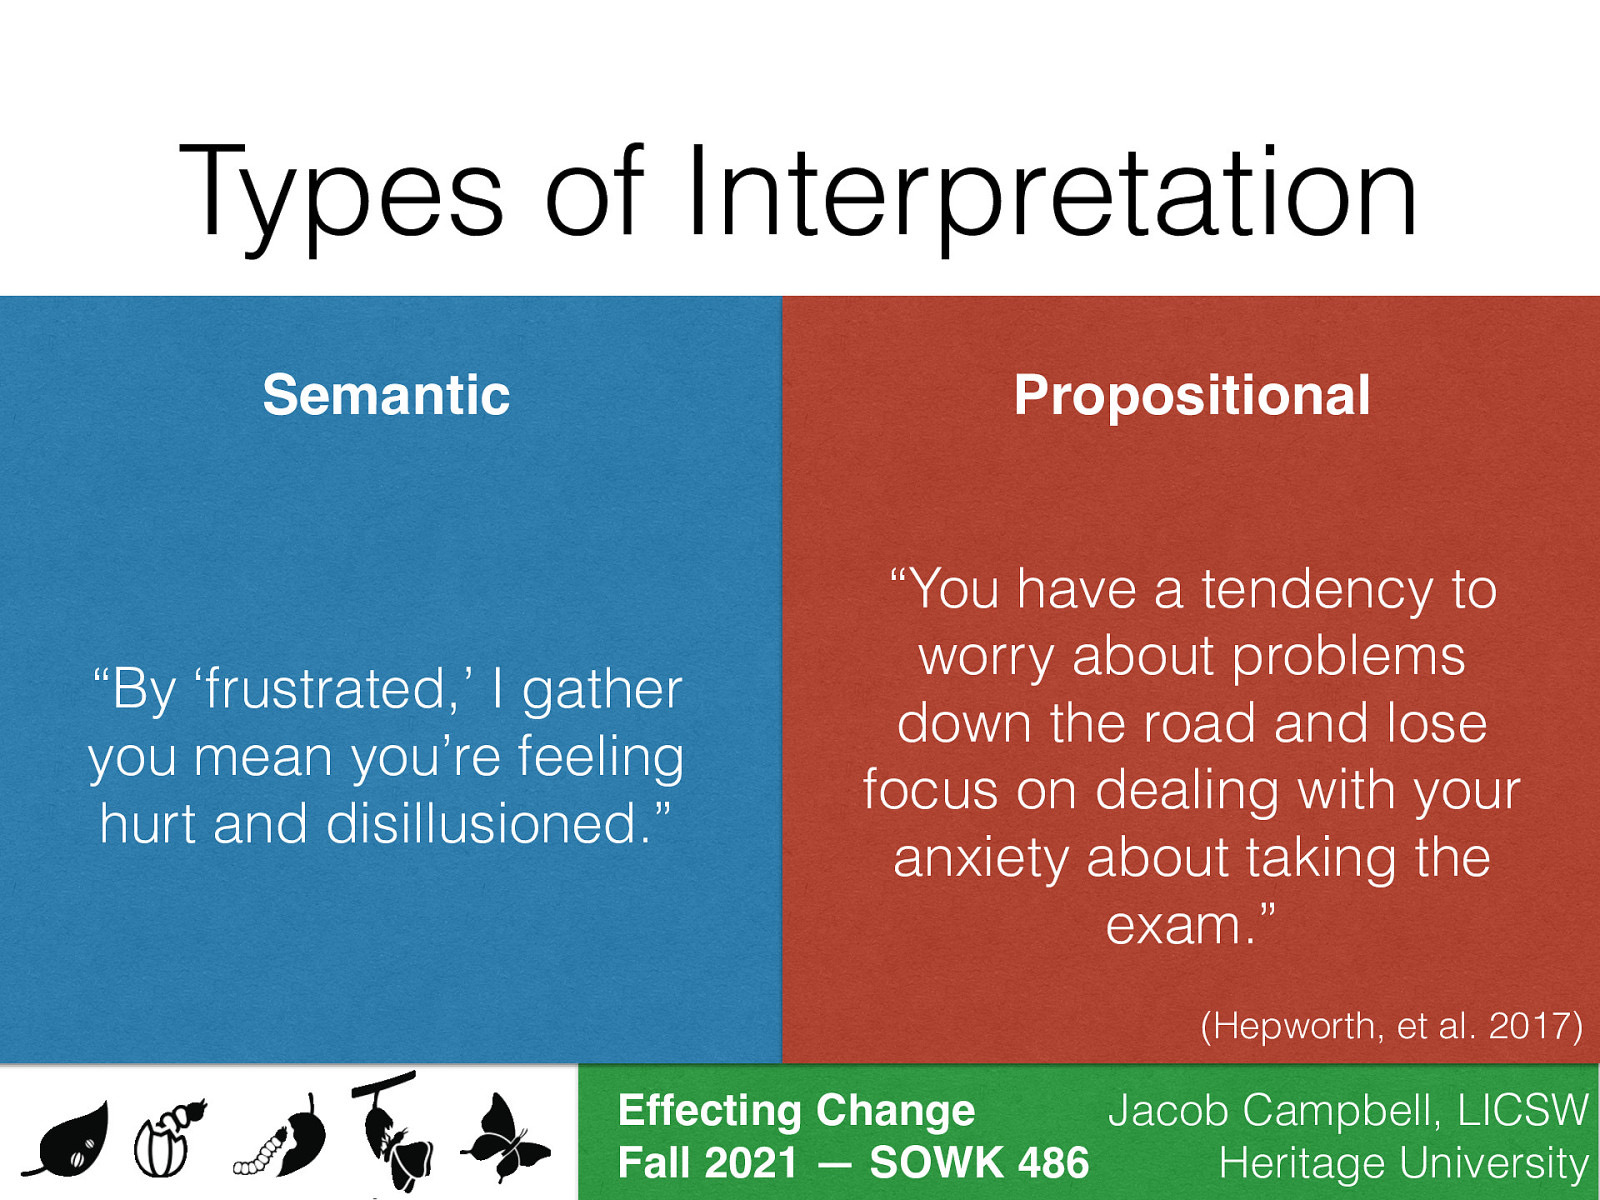 Types of Interpretation
Semantic
“By ‘frustrated,’ I gather
you mean you’re feeling
hurt and disillusioned.”
Propositional
“You have a tendency to
worry about problems
down the road and lose
focus on dealing with your
anxiety about taking the
exam.”
(Hepworth, et al. 2017)
Effecting Change
Fall 2021 — SOWK 486
Jacob Campbell, LICSW
Heritage University